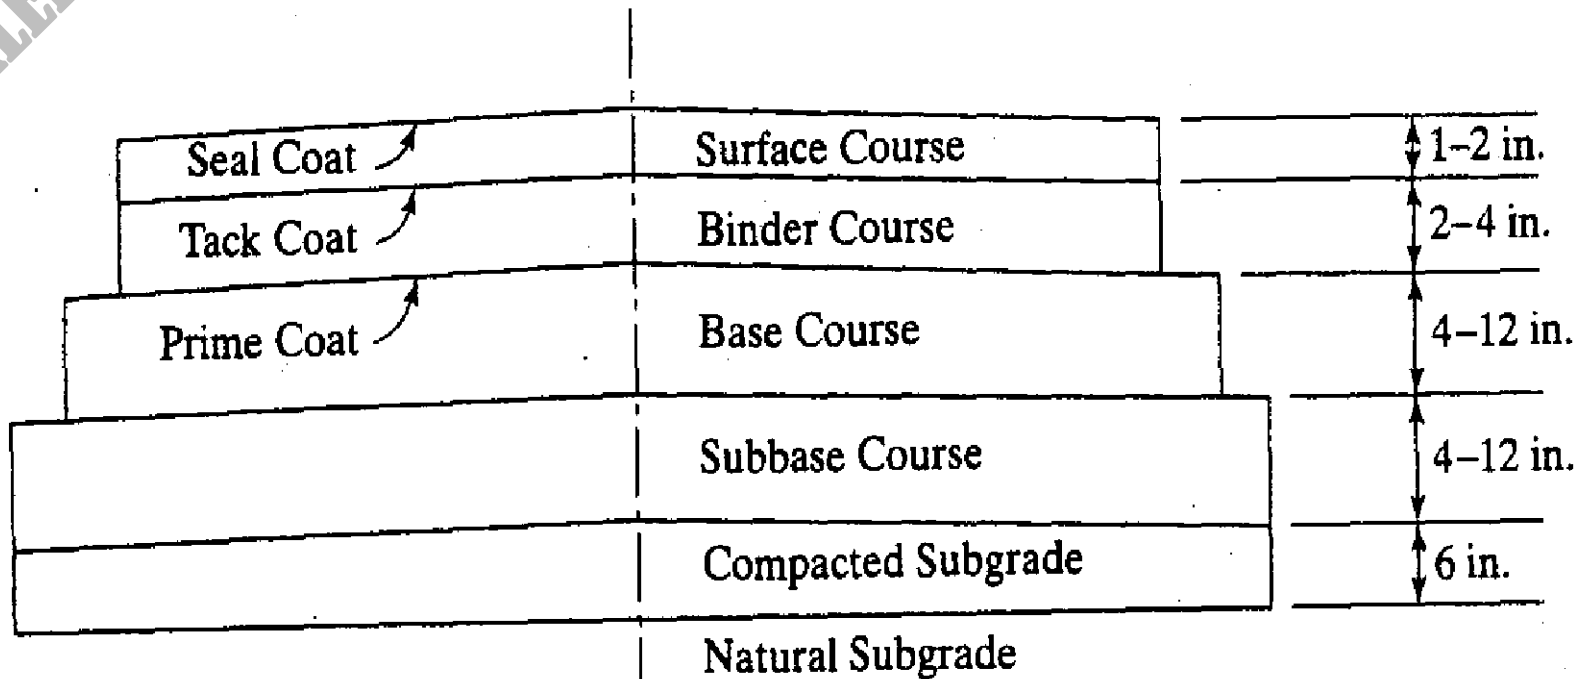 Seal Coat Surface Course 1–2 in.
Tack Coat Binder Course 2–4 in.
Prime Coat Base Course 4–12 in.
Subbase Course 4–12 in.
Compacted Subgrade 6 in.
Natural Subgrade